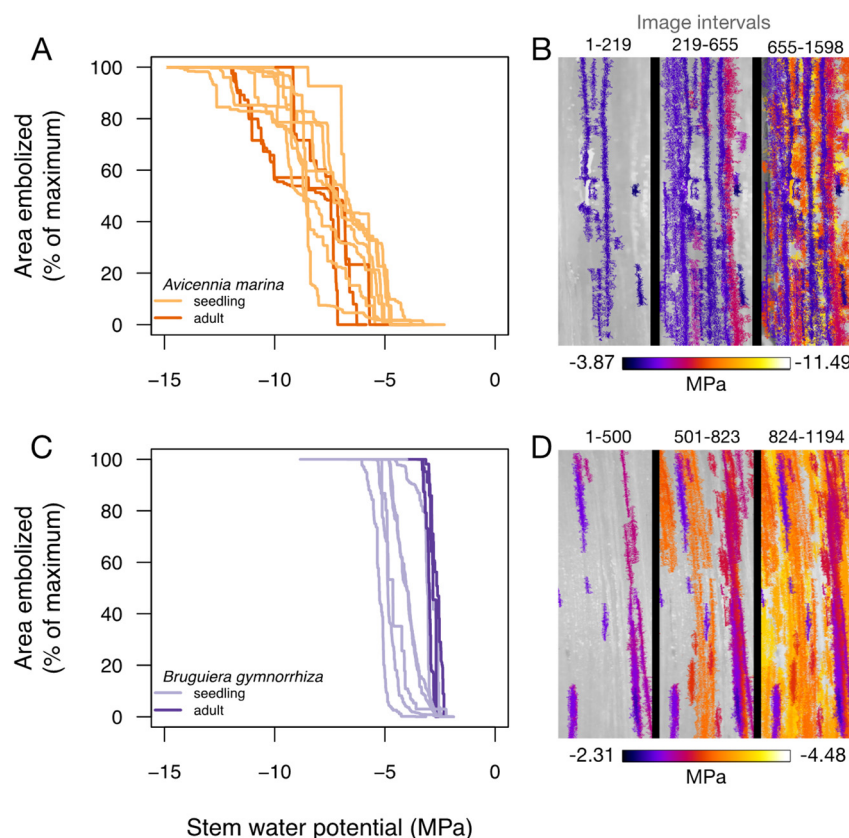 Image intervals
A
B
1-219 219-655 655-1598
Area embolized
(% of maximum)
100
80
60
40
20
0
Avicennia marina
seedling
adult
−15 −10 −5 0
-3.87 -11.49
MPa
C
D
1-500 501-823 824-1194
Area embolized
(% of maximum)
100
80
60
40
20
0
Bruguiera gymnorrhiza
seedling
adult
−15 −10 −5 0
-2.31 -4.48
MPa
Stem water potential (MPa)